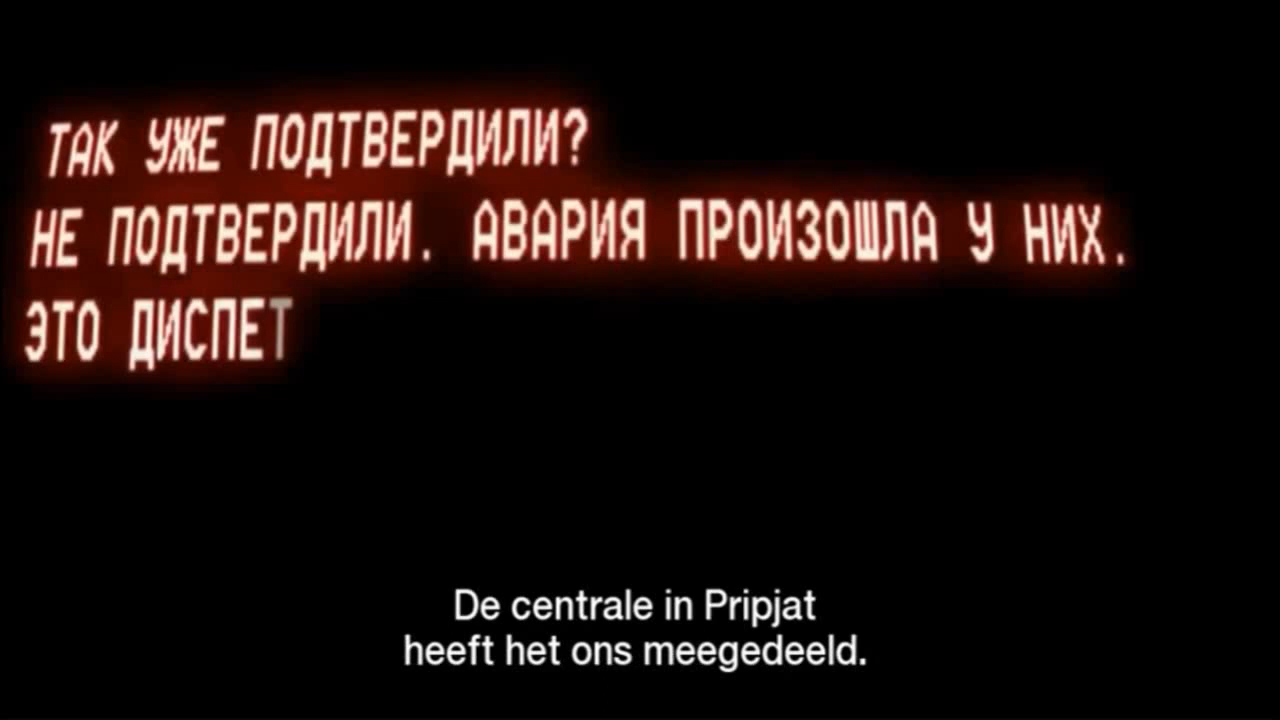 ТАК УЖЕ ПОДТВЕРДИЛИ?
НЕ ПОДТВЕРДИЛИ. АВАРИЯ ПРОИЗОШЛА У НИХ.
ЭТО ДИСПЕТ
De centrale in Pripjat
heeft het ons meegedeeld.